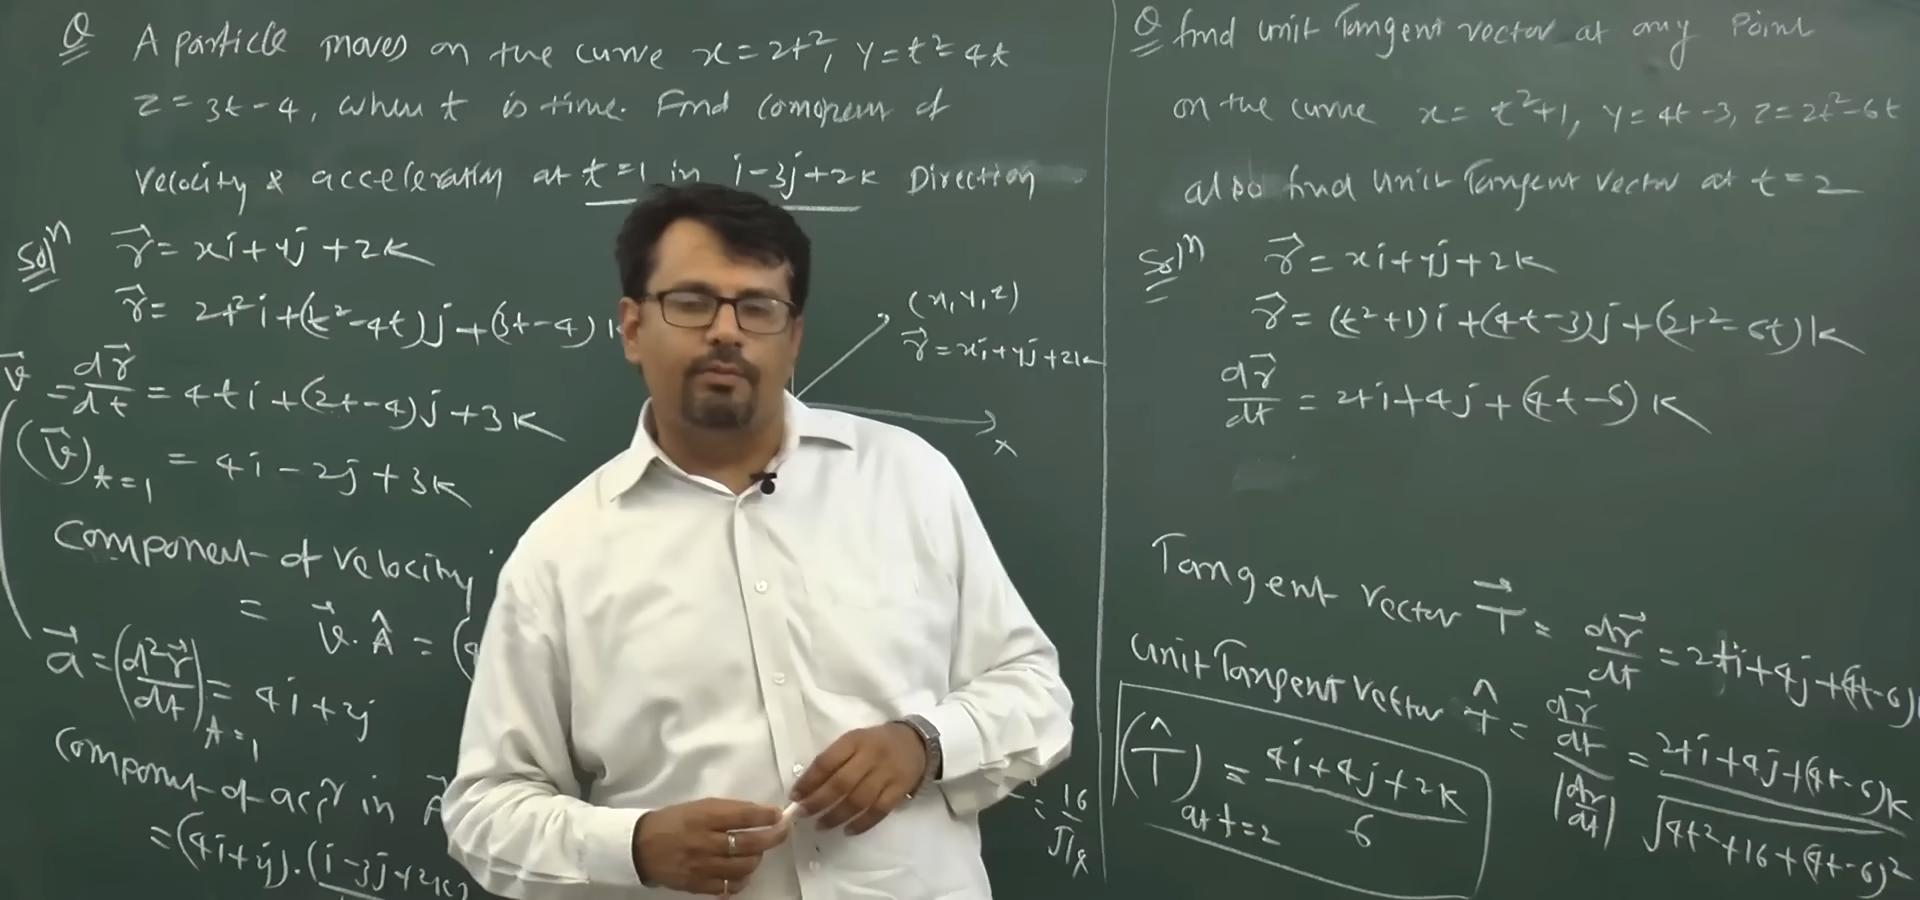 Q A particle moves on the curve x=2t², y=t²-4t
z=3t-4, when t is time. Find component of
velocity & acceleration at t=1 in i-3j+2k Direction
Solⁿ r⃗= xi+yj+zk
r⃗= 2t²i+(t²-4t)j+(3t-4)
v⃗ = dr⃗/dt = 4ti+(2t-4)j+3k
(v⃗)t=1 = 4i-2j+3k
Component of velocity
= v⃗.Â =
a⃗=(d²r⃗/dt)t=1 = 4i+2j
Component of accⁿ in
=(4i+2j).(i-3j+2k)
(x,y,z)
r⃗=xi+yj+zk
x
= 16/√14
Q find unit Tangent vector at any Point
on the curve x= t²+1, y=4t-3, z=2t²-6t
also find unit Tangent vector at t=2
Solⁿ r⃗= xi+yj+zk
r⃗=(t²+1)i+(4t-3)j+(2t²-6t)k
dr⃗/dt = 2ti+4j+(4t-6)k
Tangent vector T⃗ = dr⃗/dt =2ti+4j+(4t-6)
Unit Tangent vector T̂ = dr⃗/dt / |dr/dt| = 2ti+4j+(4t-6)k / √4t²+16+(4t-6)²
(T̂)at t=2 = 4i+4j+2k / 6